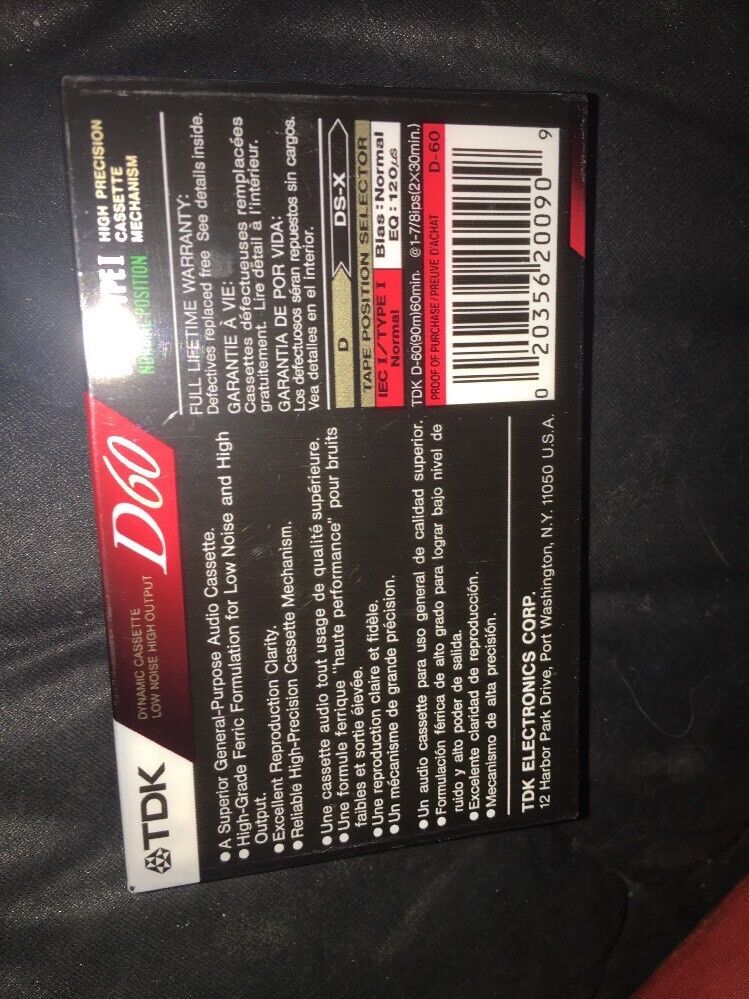 TDK
DYNAMIC CASSETTE
LOW NOISE HIGH OUTPUT
D60
TYPE I
NORMAL POSITION
HIGH PRECISION
CASSETTE
MECHANISM
● A Superior General-Purpose Audio Cassette.
● High-Grade Ferric Formulation for Low Noise and High
Output.
● Excellent Reproduction Clarity.
● Reliable High-Precision Cassette Mechanism.
● Une cassette audio tout usage de qualité supérieure.
● Une formule ferrique "haute performance" pour bruits
faibles et sortie élevée.
● Une reproduction claire et fidèle.
● Un mécanisme de grande précision.
● Un audio cassette para uso general de calidad superior.
● Formulación férrica de alto grado para lograr bajo nivel de
ruido y alto poder de salida.
● Excelente claridad de reproducción.
● Mecanismo de alta precisión.
TDK ELECTRONICS CORP.
12 Harbor Park Drive, Port Washington, N.Y. 11050 U.S.A.
FULL LIFETIME WARRANTY:
Defectives replaced free See details inside.
GARANTIE À VIE:
Cassettes défectueuses remplacées
gratuitement. Lire détail à l'intérieur.
GARANTIA DE POR VIDA:
Los defectuosos séran repuestos sin cargos.
Vea detalles en el interior.
D DS-X
TAPE POSITION SELECTOR
IEC I/TYPE I
Normal
Bias:Normal
EQ:120μs
TDK D-60(90m)60min. @1-7/8ips(2X30min.)
PROOF OF PURCHASE/PREUVE D'ACHAT D-60
0 20356 20090 9